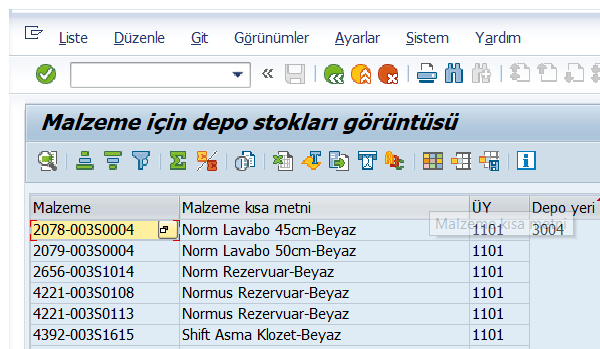 Liste Düzenle Git Görünümler Ayarlar Sistem Yardım
Malzeme için depo stokları görüntüsü
Malzeme Malzeme kısa metni ÜY Depo yeri
2078-003S0004 Norm Lavabo 45cm-Beyaz 1101 3004
Malzeme kısa metni
2079-003S0004 Norm Lavabo 50cm-Beyaz 1101
2656-003S1014 Norm Rezervuar-Beyaz 1101
4221-003S0108 Normus Rezervuar-Beyaz 1101
4221-003S0113 Normus Rezervuar-Beyaz 1101
4392-003S1615 Shift Asma Klozet-Beyaz 1101